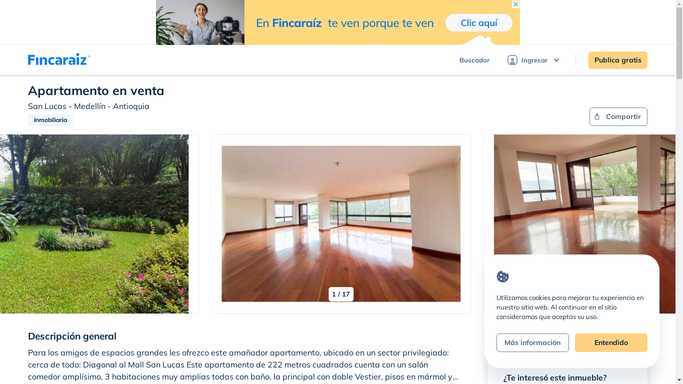 En Fincaraíz te ven porque te ven
Clic aquí
Fincaraiz
Buscador
Ingresar
Publica gratis
Apartamento en venta
San Lucas - Medellín - Antioquia
Inmobiliaria
Compartir
1 / 17
Utilizamos cookies para mejorar tu experiencia en
nuestro sitio web. Al continuar en el sitio
consideramos que aceptas su uso.
Más información
Entendido
Descripción general
Para los amigos de espacios grandes les ofrezco este amañador apartamento, ubicado en un sector privilegiado:
cerca de todo: Diagonal al Mall San Lucas Este apartamento de 222 metros cuadrados cuenta con un salón
comedor amplísimo, 3 habitaciones muy amplias todas con baño, la principal con doble Vestier, pisos en mármol y...
¿Te interesó este inmueble?